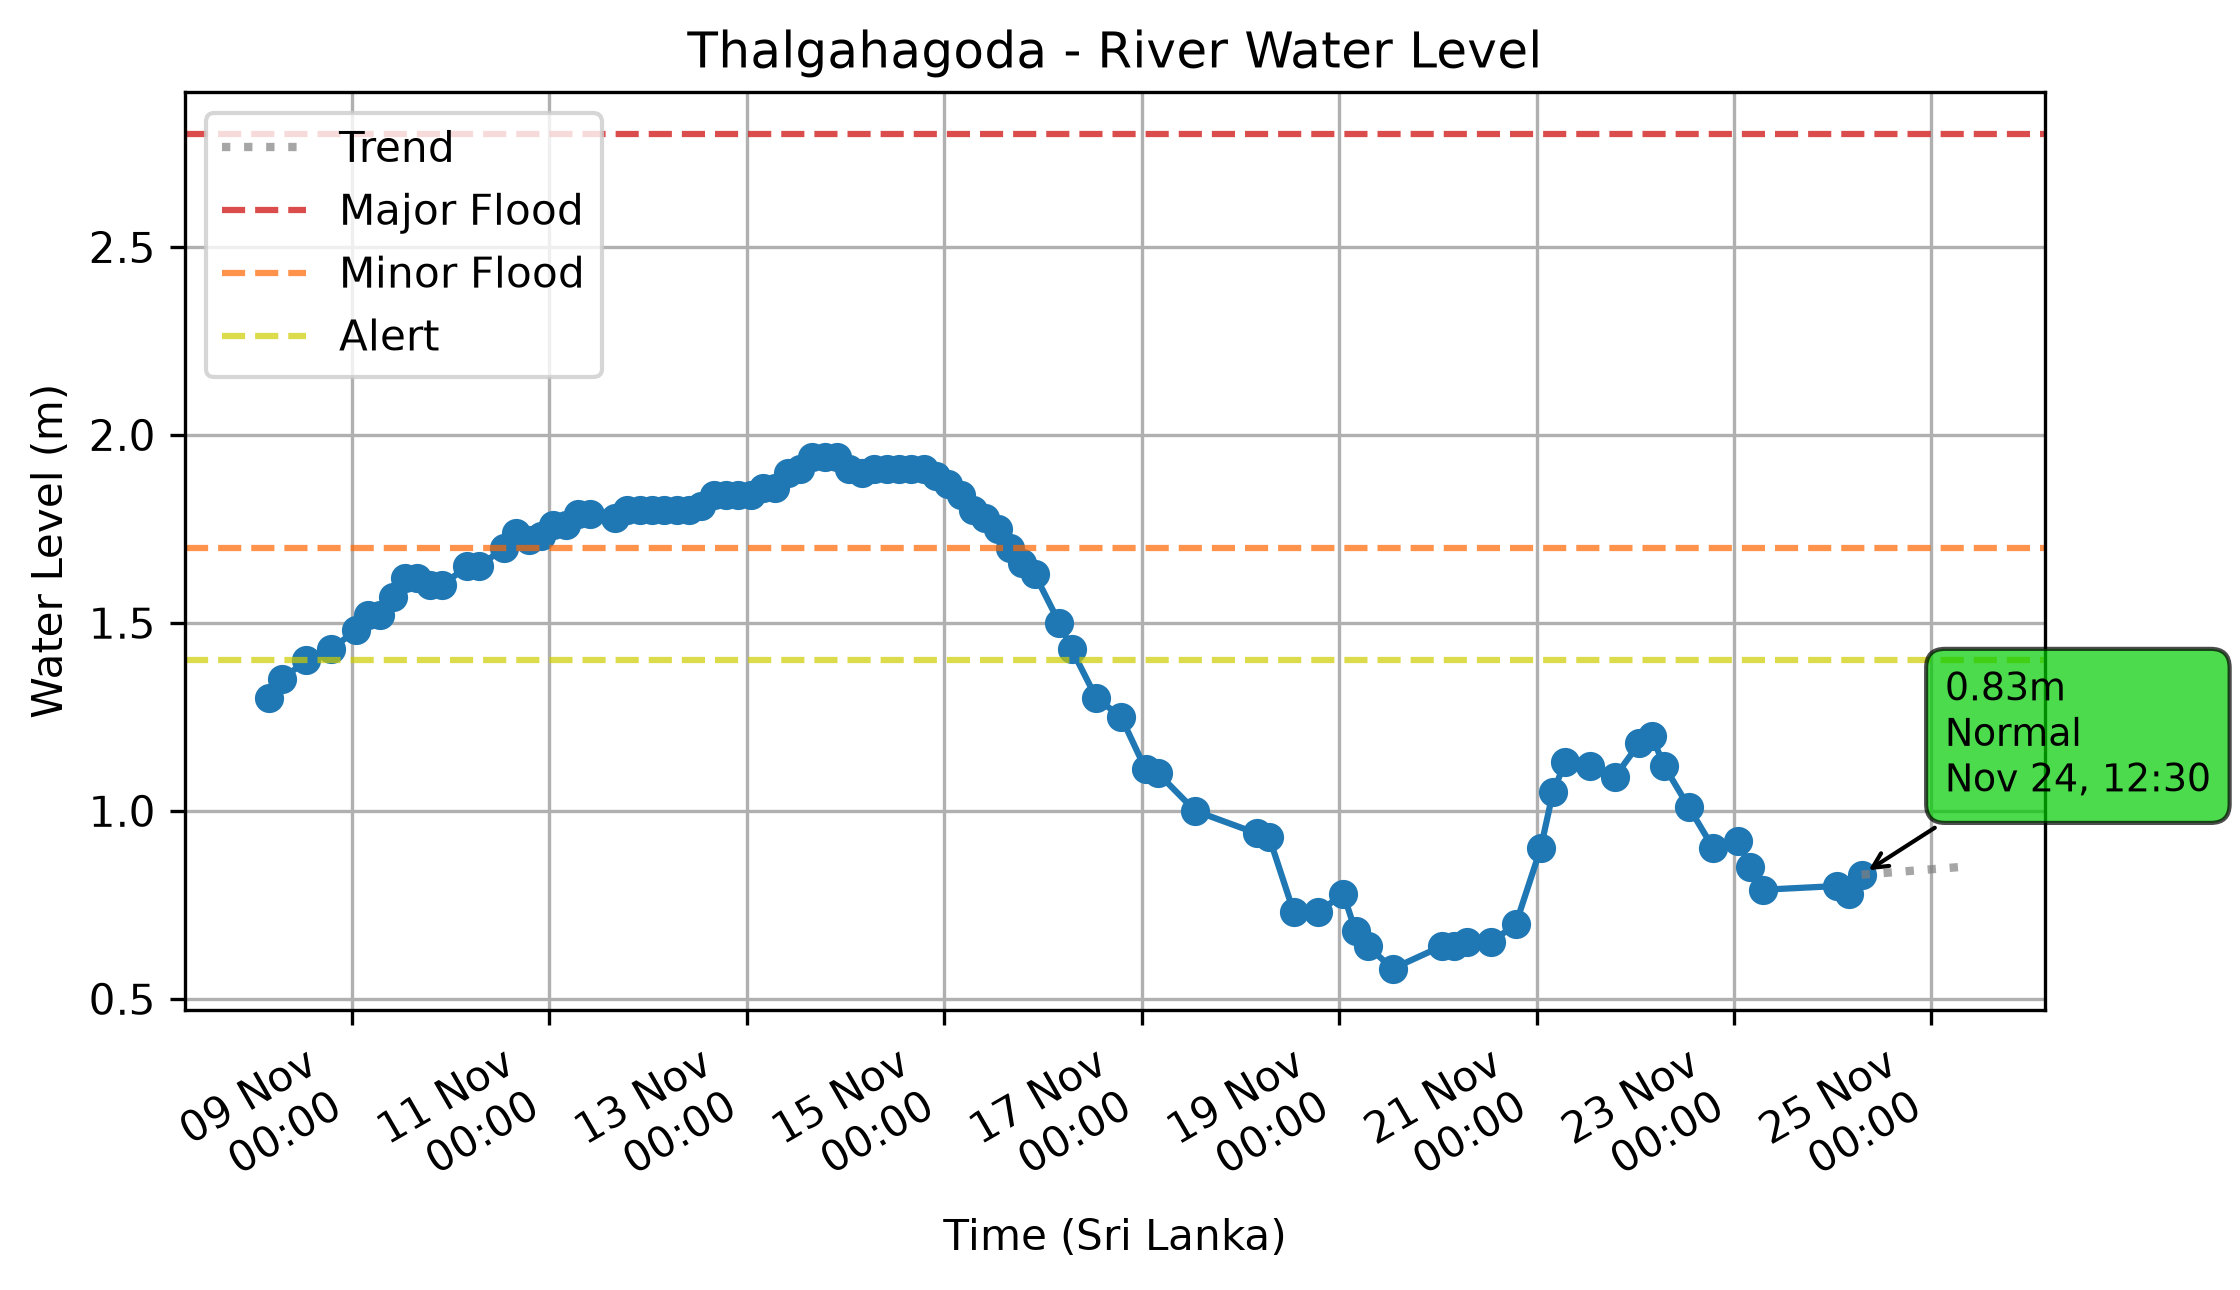 Thalgahagoda - River Water Level
Trend
Major Flood
Minor Flood
Alert
Water Level (m)
2.5
2.0
1.5
1.0
0.5
0.83m
Normal
Nov 24, 12:30
09 Nov
00:00
11 Nov
00:00
13 Nov
00:00
15 Nov
00:00
17 Nov
00:00
19 Nov
00:00
21 Nov
00:00
23 Nov
00:00
25 Nov
00:00
Time (Sri Lanka)